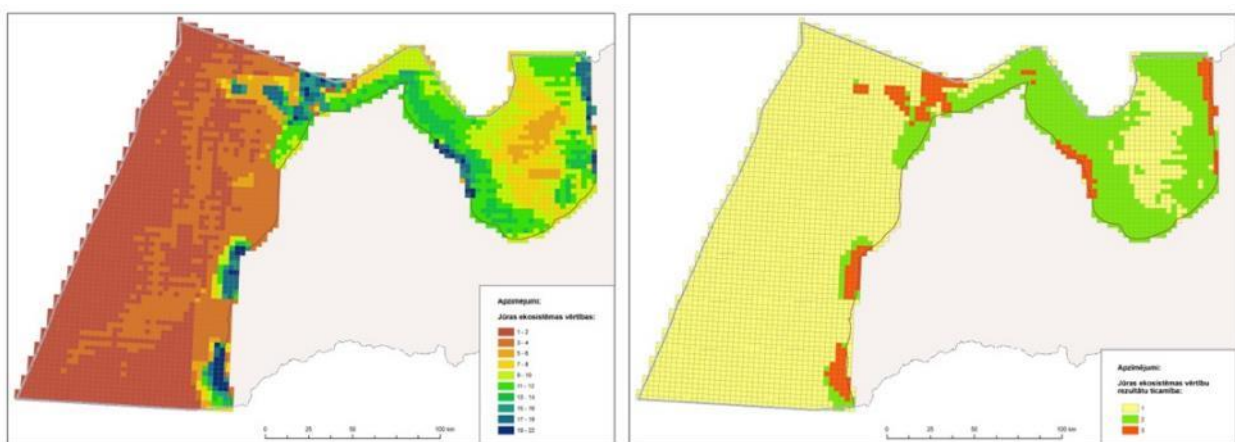 Apzīmējumi:
Jūras ekosistēmas vērtības:
1 - 2
3 - 4
5 - 6
7 - 8
9 - 10
11 - 12
13 - 14
15 - 16
17 - 18
19 - 22
0 25 50 100 km
Apzīmējumi:
Jūras ekosistēmas vērtību
rezultātu ticamība:
1
2
3
0 25 50 100 km